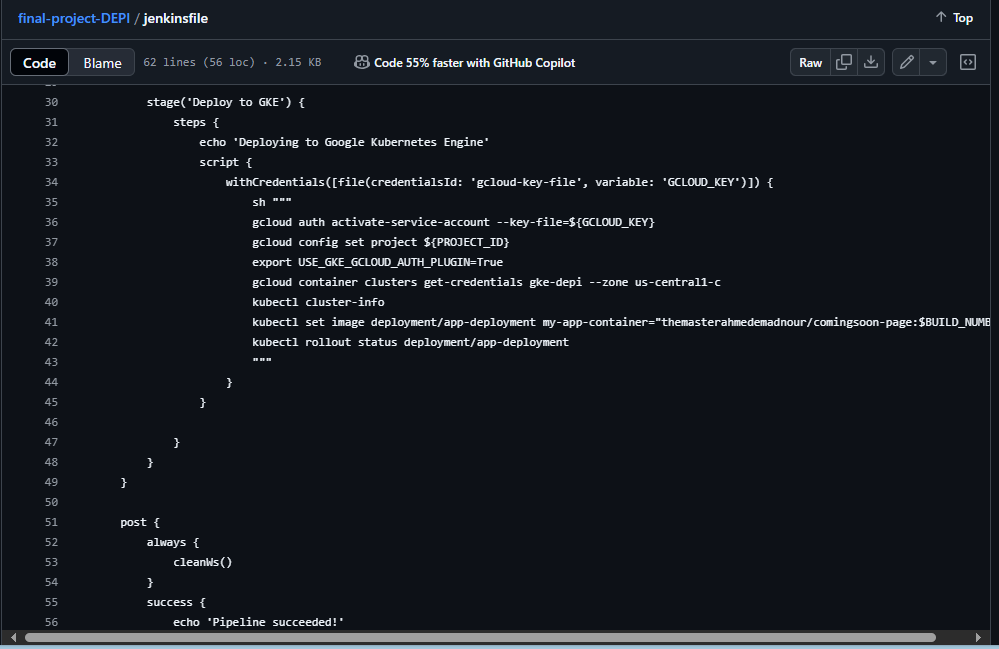 final-project-DEPI / jenkinsfile
Top
Code Blame 62 lines (56 loc) · 2.15 KB Code 55% faster with GitHub Copilot Raw
30 stage('Deploy to GKE') {
31 steps {
32 echo 'Deploying to Google Kubernetes Engine'
33 script {
34 withCredentials([file(credentialsId: 'gcloud-key-file', variable: 'GCLOUD_KEY')]) {
35 sh """
36 gcloud auth activate-service-account --key-file=${GCLOUD_KEY}
37 gcloud config set project ${PROJECT_ID}
38 export USE_GKE_GCLOUD_AUTH_PLUGIN=True
39 gcloud container clusters get-credentials gke-depi --zone us-central1-c
40 kubectl cluster-info
41 kubectl set image deployment/app-deployment my-app-container="themasterahmedemadnour/comingsoon-page:$BUILD_NUMB
42 kubectl rollout status deployment/app-deployment
43 """
44 }
45 }
46
47 }
48 }
49 }
50
51 post {
52 always {
53 cleanWs()
54 }
55 success {
56 echo 'Pipeline succeeded!'